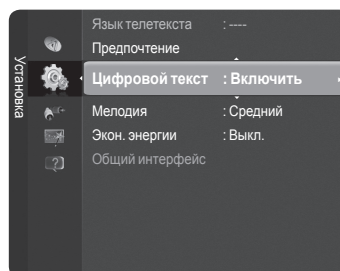 Установка
Язык телетекста : ----
Предпочтение
Цифровой текст : Включить
Мелодия : Средний
Экон. энергии : Выкл.
Общий интерфейс